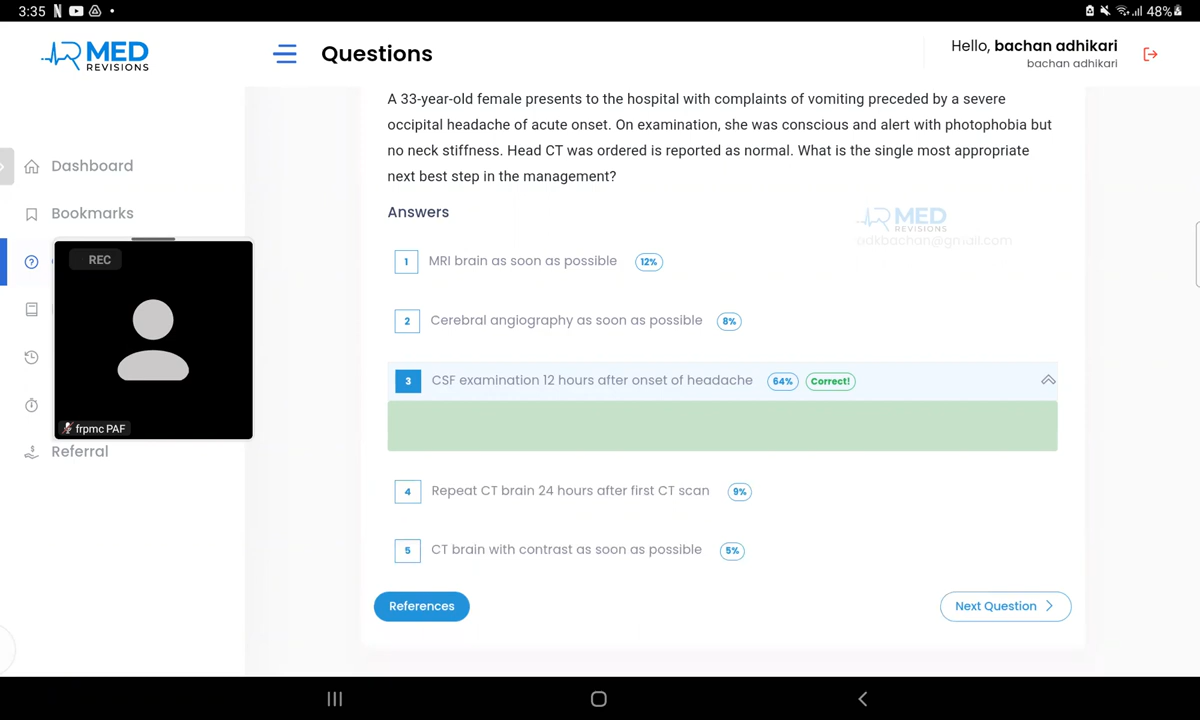 3:35 N 48%
MED
REVISIONS
Questions
Hello, bachan adhikari
bachan adhikari
A 33-year-old female presents to the hospital with complaints of vomiting preceded by a severe
occipital headache of acute onset. On examination, she was conscious and alert with photophobia but
no neck stiffness. Head CT was ordered is reported as normal. What is the single most appropriate
next best step in the management?
Dashboard
Bookmarks
Answers
MED
REVISIONS
adkbachan@gmail.com
REC
1 MRI brain as soon as possible 12%
2 Cerebral angiography as soon as possible 8%
3 CSF examination 12 hours after onset of headache 64% Correct!
frpmc PAF
Referral
4 Repeat CT brain 24 hours after first CT scan 9%
5 CT brain with contrast as soon as possible 5%
References
Next Question